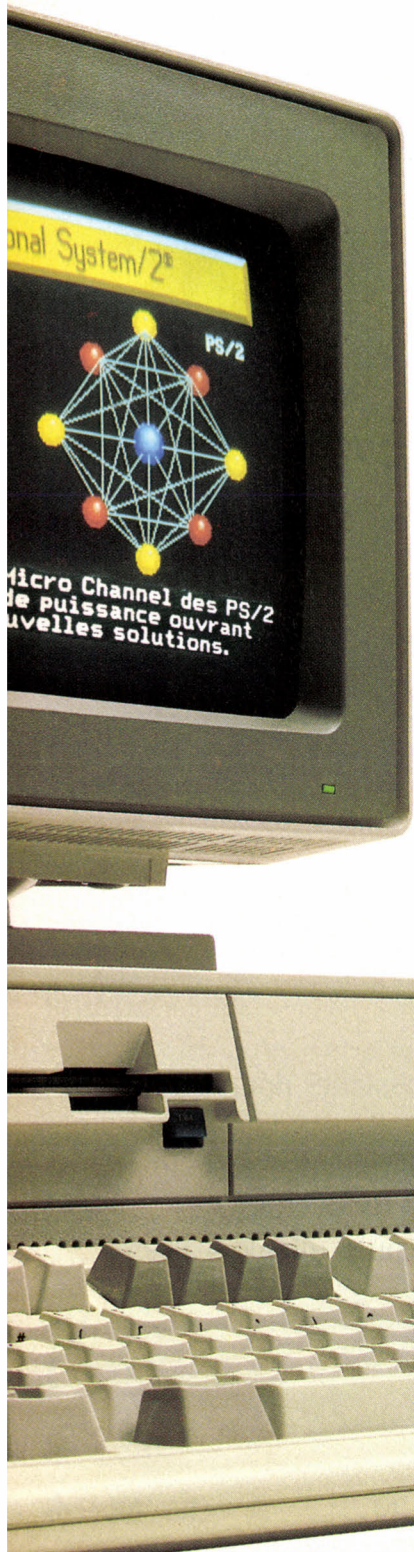 onal System/2®
PS/2
Micro Channel des PS/2
de puissance ouvrant
uvelles solutions.
# { [ | ` \ ^